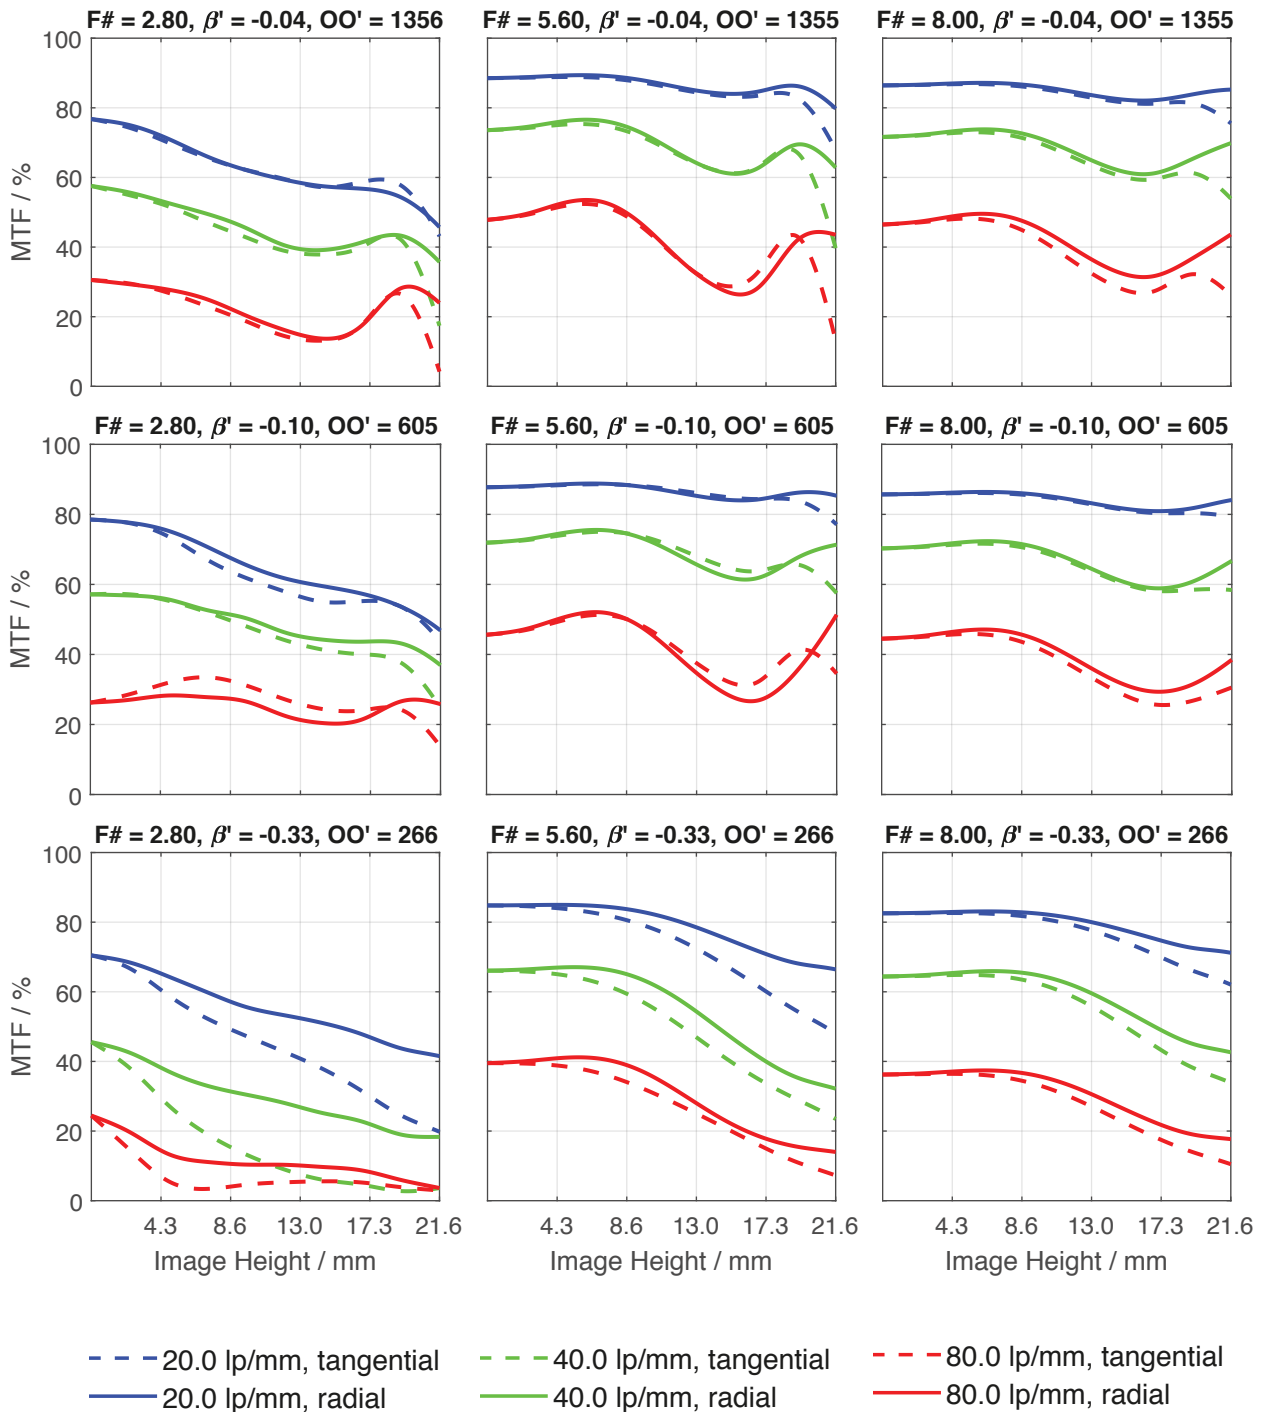 F# = 2.80, β' = -0.04, OO' = 1356
F# = 5.60, β' = -0.04, OO' = 1355
F# = 8.00, β' = -0.04, OO' = 1355
100
80
60
40
20
0
MTF / %
F# = 2.80, β' = -0.10, OO' = 605
F# = 5.60, β' = -0.10, OO' = 605
F# = 8.00, β' = -0.10, OO' = 605
100
80
60
40
20
0
MTF / %
F# = 2.80, β' = -0.33, OO' = 266
F# = 5.60, β' = -0.33, OO' = 266
F# = 8.00, β' = -0.33, OO' = 266
100
80
60
40
20
0
MTF / %
4.3 8.6 13.0 17.3 21.6
4.3 8.6 13.0 17.3 21.6
4.3 8.6 13.0 17.3 21.6
Image Height / mm
Image Height / mm
Image Height / mm
20.0 lp/mm, tangential
40.0 lp/mm, tangential
80.0 lp/mm, tangential
20.0 lp/mm, radial
40.0 lp/mm, radial
80.0 lp/mm, radial